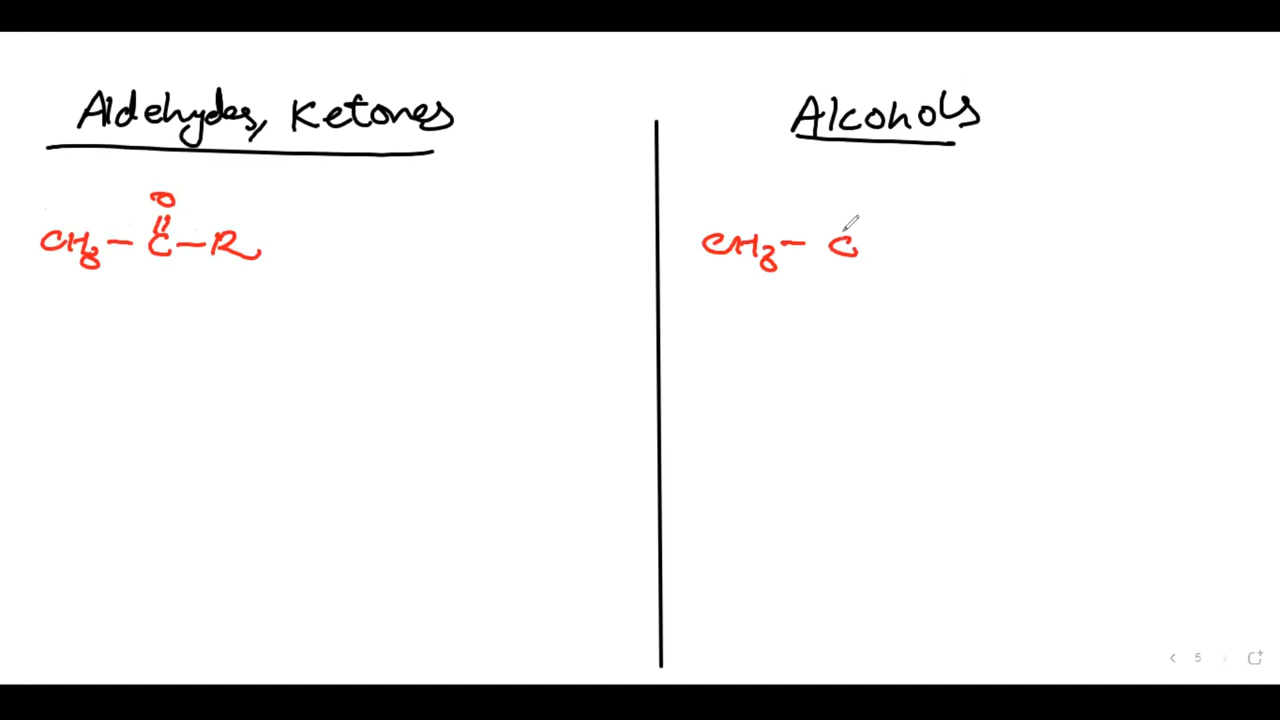 Aldehydes, Ketones
Alcohols
O
||
CH3 - C - R
CH3 - C
5